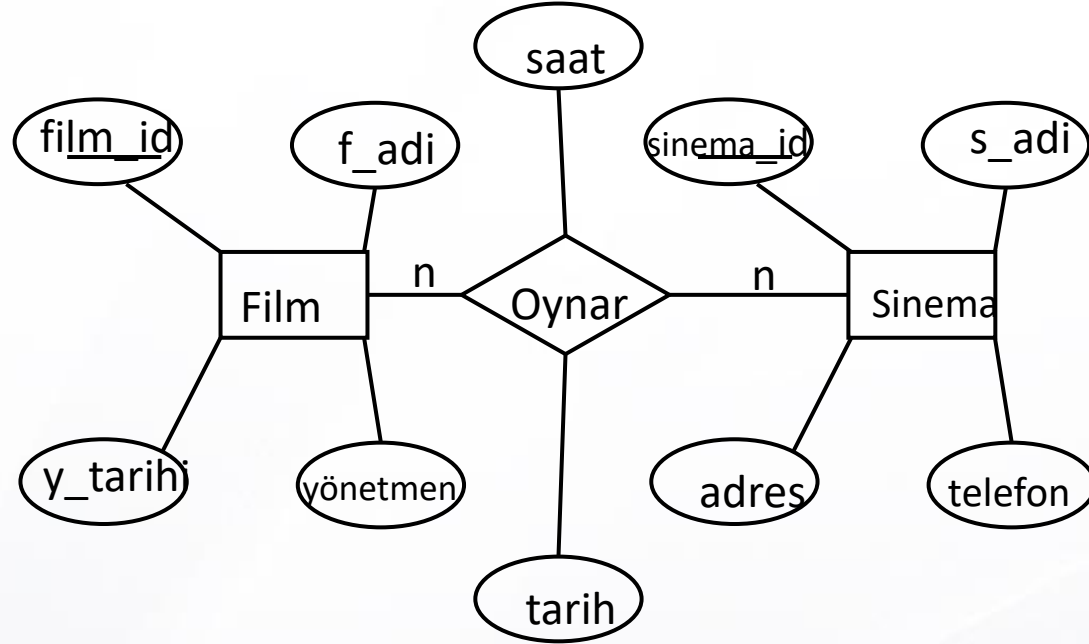 saat
film_id
f_adi
sinema_id
s_adi
n
n
Film
Oynar
Sinema
y_tarihi
yönetmen
adres
telefon
tarih